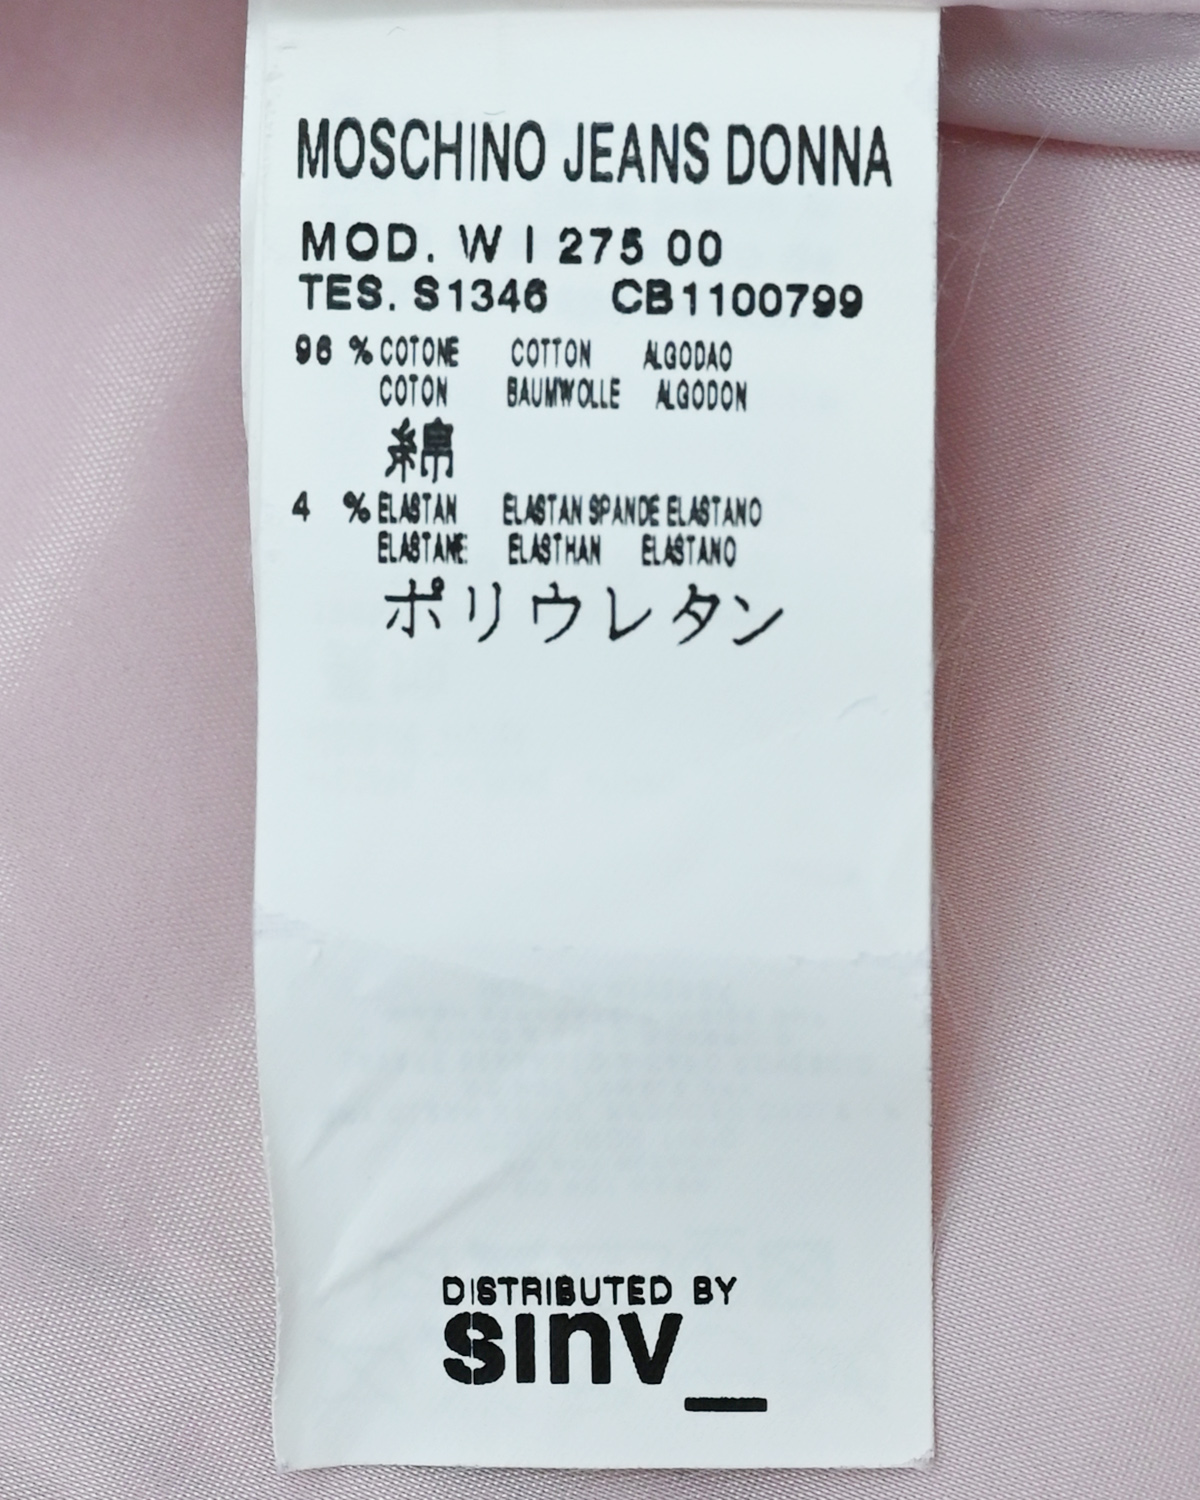 MOSCHINO JEANS DONNA
MOD. W I 275 00
TES. S1346 CB1100799
96 % COTONE COTTON ALGODAO
COTON BAUMWOLLE ALGODON
綿
4 % ELASTAN ELASTAN SPANDE ELASTANO
ELASTANE ELASTHAN ELASTANO
ポリウレタン
DISTRIBUTED BY
sinv_